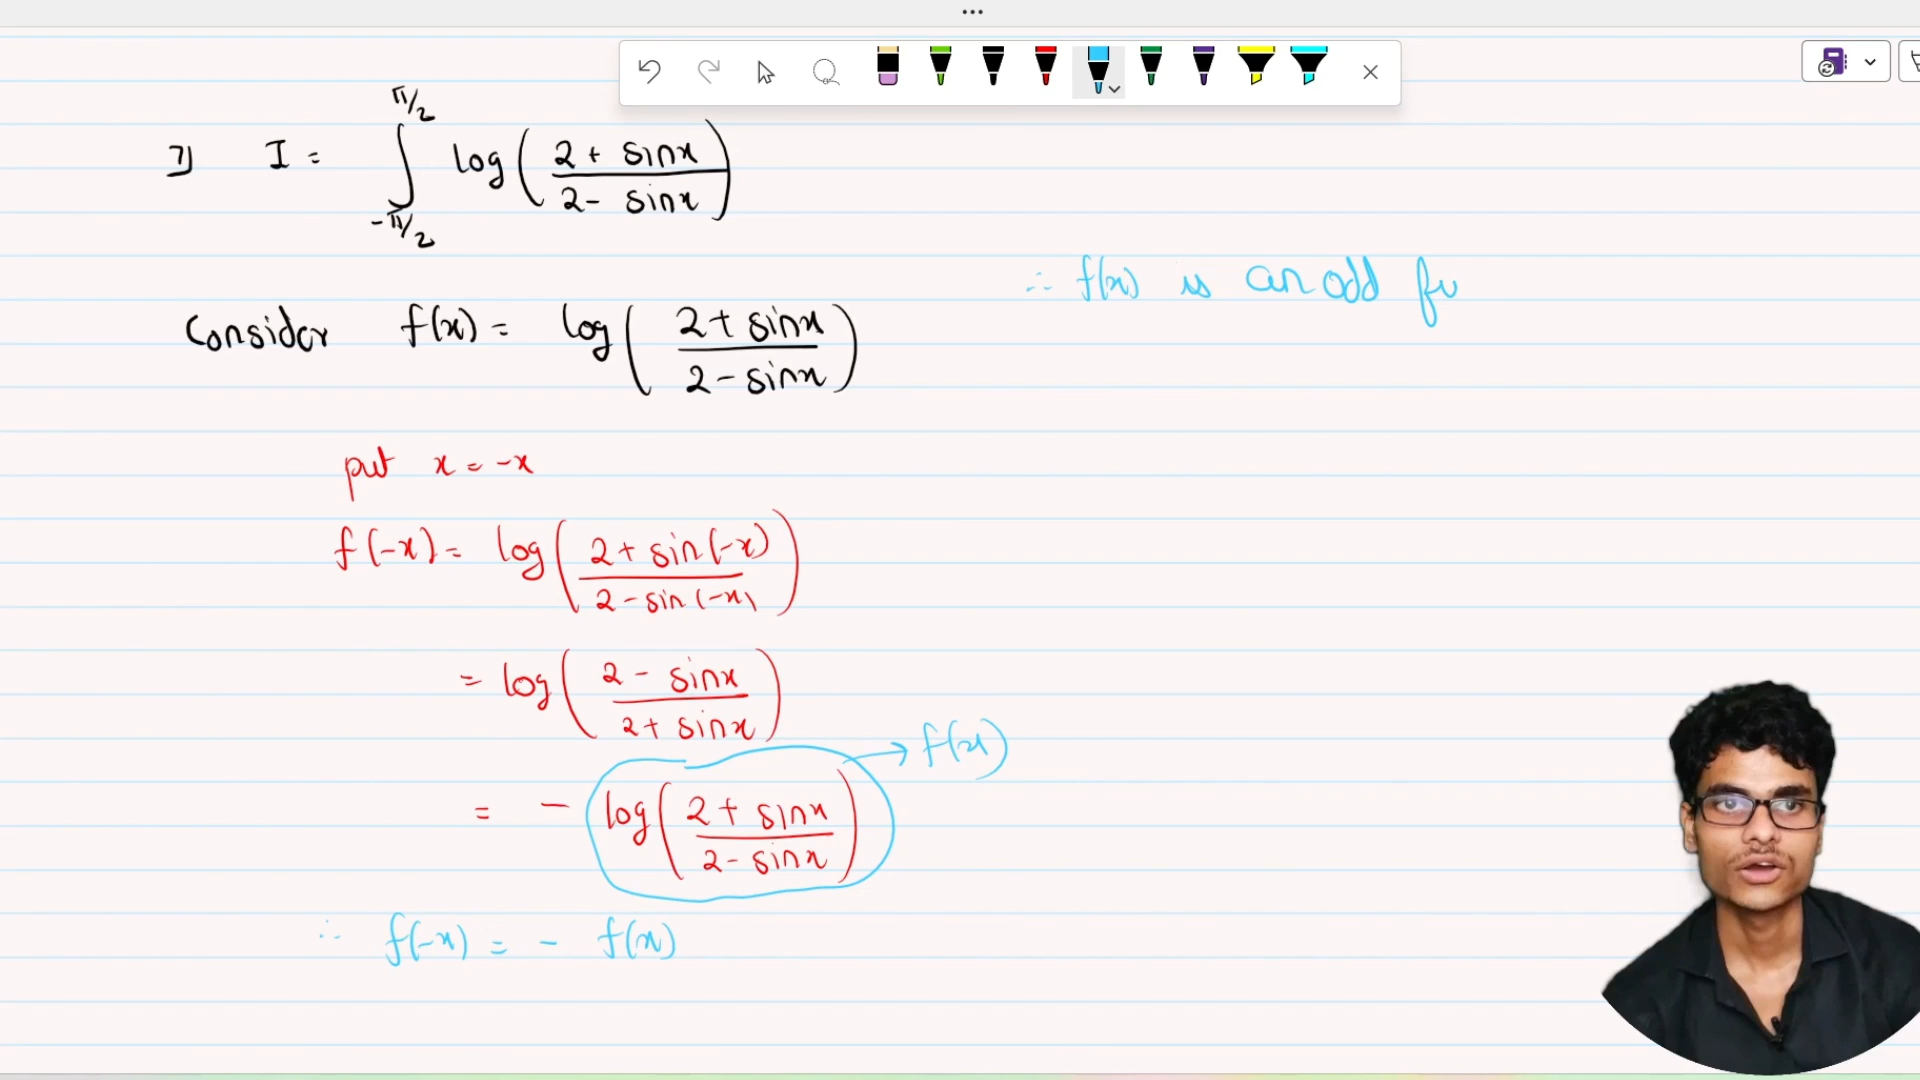 7] I = ∫_{-π/2}^{π/2} log((2 + sinx)/(2 - sinx))
Consider f(x) = log((2 + sinx)/(2 - sinx))
put x = -x
f(-x) = log((2 + sin(-x))/(2 - sin(-x)))
= log((2 - sinx)/(2 + sinx))
= - log((2 + sinx)/(2 - sinx)) → f(x)
∴ f(-x) = - f(x)
∴ f(x) is an odd fu